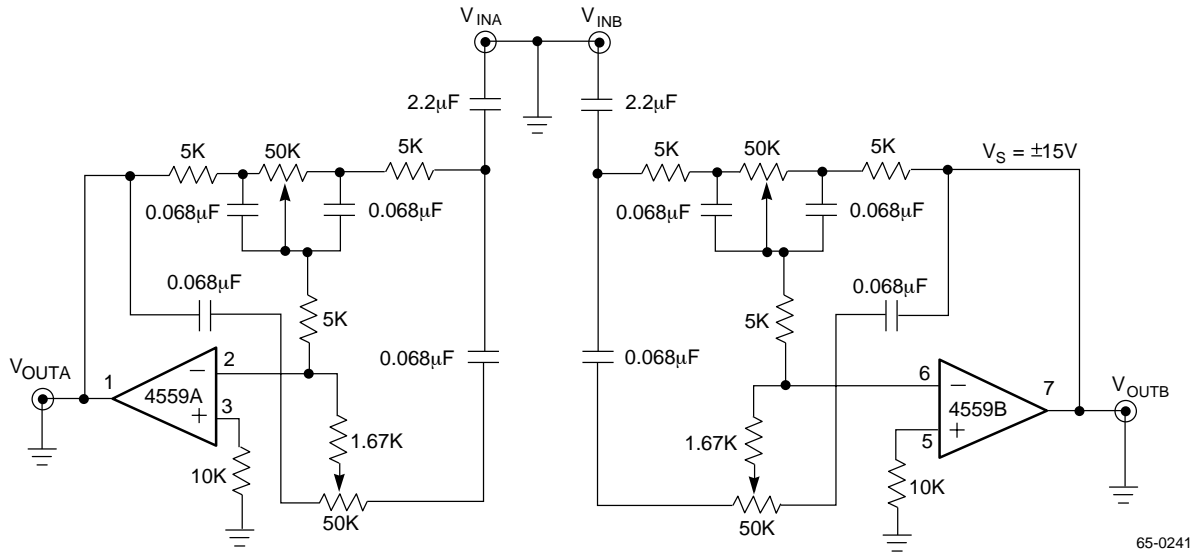 V INA
V INB
2.2μF
2.2μF
5K
50K
5K
5K
50K
5K
V S = ±15V
0.068μF
0.068μF
0.068μF
0.068μF
0.068μF
0.068μF
5K
5K
0.068μF
0.068μF
V OUTA
1
2
4559A
3
–
+
6
7
4559B
5
–
+
V OUTB
1.67K
1.67K
10K
10K
50K
50K
65-0241